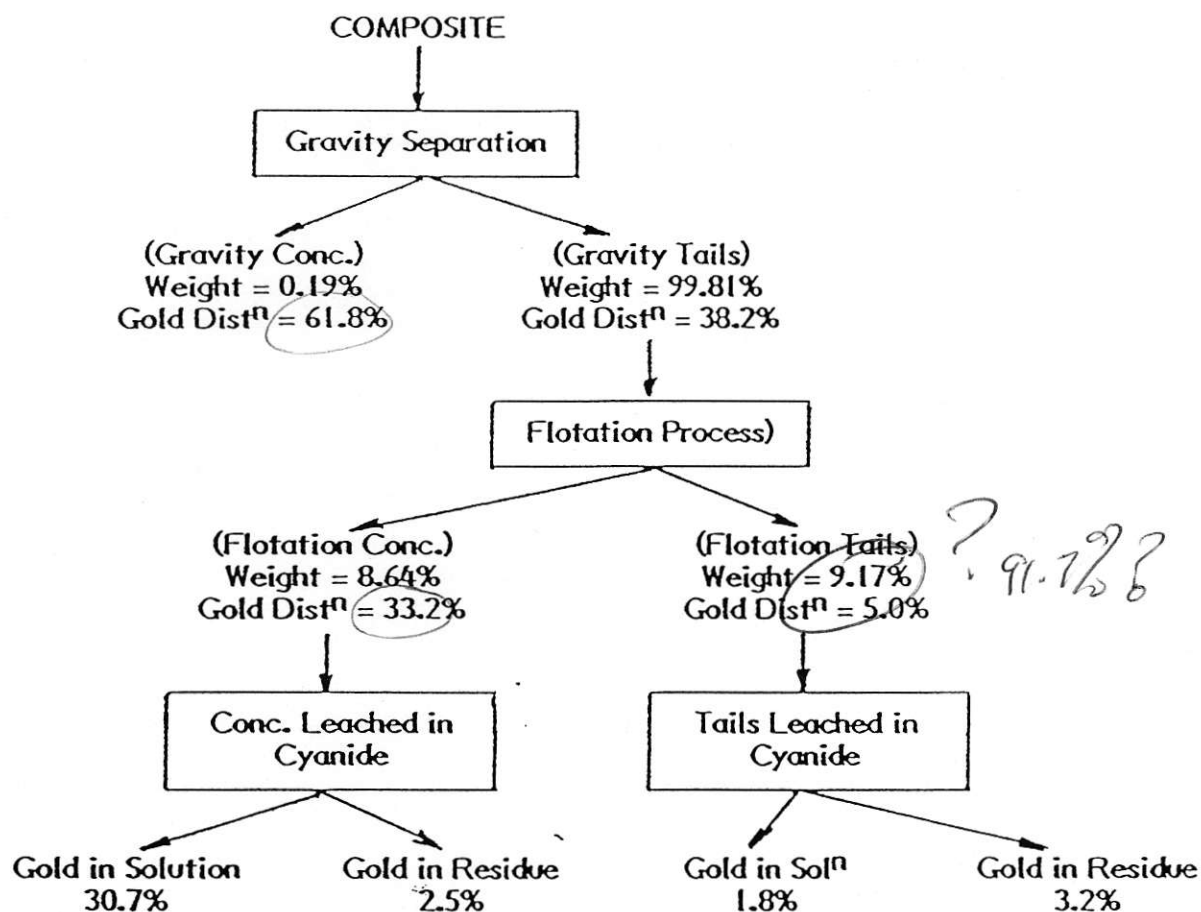 COMPOSITE
Gravity Separation
(Gravity Conc.)
Weight = 0.19%
Gold Distⁿ = 61.8%
(Gravity Tails)
Weight = 99.81%
Gold Distⁿ = 38.2%
Flotation Process)
(Flotation Conc.)
Weight = 8.64%
Gold Distⁿ = 33.2%
(Flotation Tails)
Weight = 9.17%
Gold Distⁿ = 5.0%
? 91.7%?
Conc. Leached in
Cyanide
Tails Leached in
Cyanide
Gold in Solution
30.7%
Gold in Residue
2.5%
Gold in Solⁿ
1.8%
Gold in Residue
3.2%